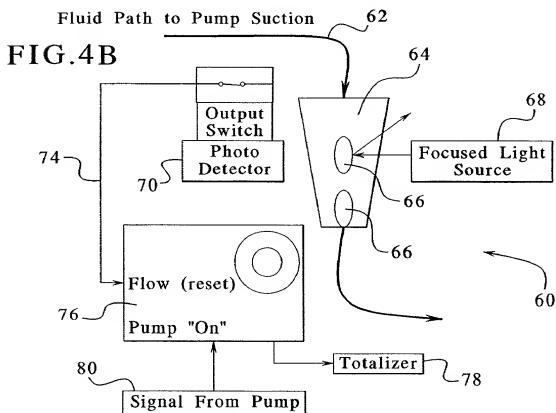 Fluid Path to Pump Suction
62
FIG.4B
64
68
Output
Switch
74
Photo
Detector
70
Focused Light
Source
66
66
Flow (reset)
76
Pump "On"
60
80
Totalizer
78
Signal From Pump